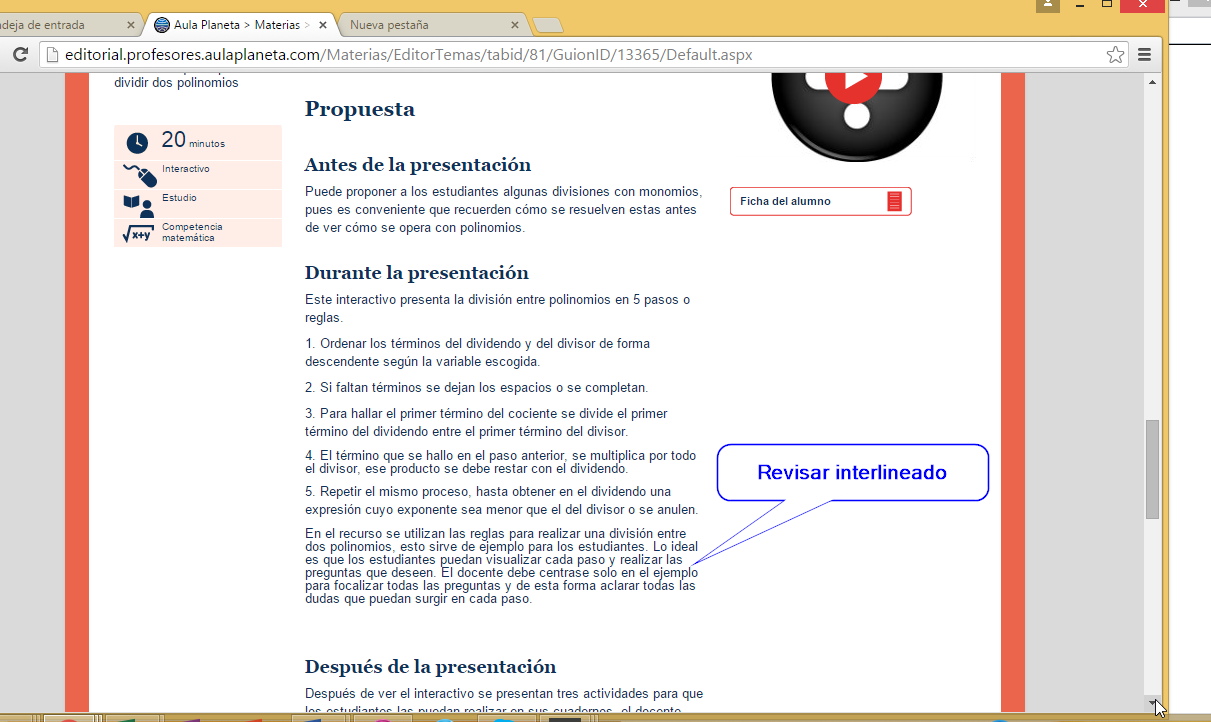 ndeja de entrada
Aula Planeta > Materias >
Nueva pestaña
editorial.profesores.aulaplaneta.com/Materias/EditorTemas/tabid/81/GuionID/13365/Default.aspx
dividir dos polinomios
20 minutos
Interactivo
Estudio
x+y
Competencia
matemática
Propuesta
Antes de la presentación
Puede proponer a los estudiantes algunas divisiones con monomios,
pues es conveniente que recuerden cómo se resuelven estas antes
de ver cómo se opera con polinomios.
Ficha del alumno
Durante la presentación
Este interactivo presenta la división entre polinomios en 5 pasos o
reglas.
1. Ordenar los términos del dividendo y del divisor de forma
descendente según la variable escogida.
2. Si faltan términos se dejan los espacios o se completan.
3. Para hallar el primer término del cociente se divide el primer
término del dividendo entre el primer término del divisor.
4. El término que se hallo en el paso anterior, se multiplica por todo
el divisor, ese producto se debe restar con el dividendo.
5. Repetir el mismo proceso, hasta obtener en el dividendo una
expresión cuyo exponente sea menor que el del divisor o se anulen.
Revisar interlineado
En el recurso se utilizan las reglas para realizar una división entre
dos polinomios, esto sirve de ejemplo para los estudiantes. Lo ideal
es que los estudiantes puedan visualizar cada paso y realizar las
preguntas que deseen. El docente debe centrase solo en el ejemplo
para focalizar todas las preguntas y de esta forma aclarar todas las
dudas que puedan surgir en cada paso.
Después de la presentación
Después de ver el interactivo se presentan tres actividades para que
los estudiantes las puedan realizar en sus cuadernos, el docente